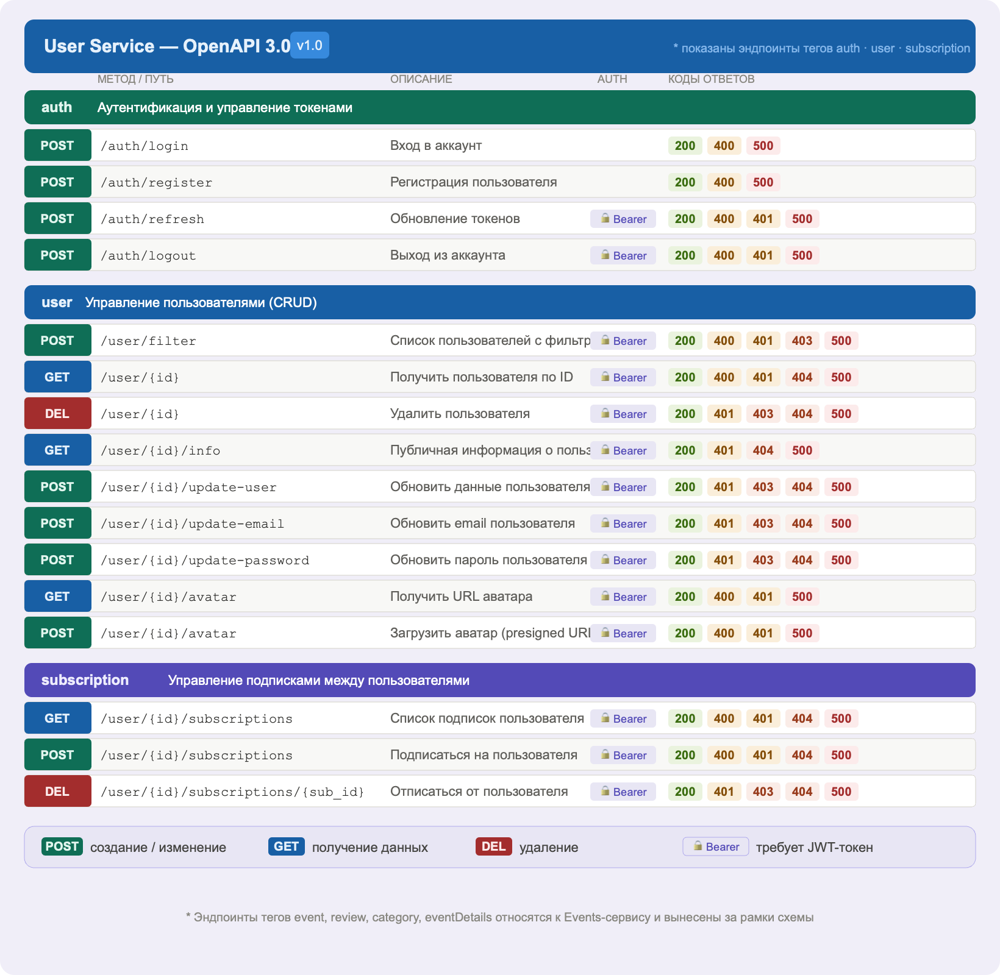 User Service — OpenAPI 3.0 v1.0 * показаны эндпоинты тегов auth · user · subscription
МЕТОД / ПУТЬ ОПИСАНИЕ AUTH КОДЫ ОТВЕТОВ
auth Аутентификация и управление токенами
POST /auth/login Вход в аккаунт 200 400 500
POST /auth/register Регистрация пользователя 200 400 500
POST /auth/refresh Обновление токенов Bearer 200 400 401 500
POST /auth/logout Выход из аккаунта Bearer 200 400 401 500
user Управление пользователями (CRUD)
POST /user/filter Список пользователей с фильтр Bearer 200 400 401 403 500
GET /user/{id} Получить пользователя по ID Bearer 200 400 401 404 500
DEL /user/{id} Удалить пользователя Bearer 200 401 403 404 500
GET /user/{id}/info Публичная информация о польз Bearer 200 401 404 500
POST /user/{id}/update-user Обновить данные пользователя Bearer 200 401 403 404 500
POST /user/{id}/update-email Обновить email пользователя Bearer 200 401 403 404 500
POST /user/{id}/update-password Обновить пароль пользователя Bearer 200 401 403 404 500
GET /user/{id}/avatar Получить URL аватара Bearer 200 400 401 500
POST /user/{id}/avatar Загрузить аватар (presigned URL Bearer 200 400 401 500
subscription Управление подписками между пользователями
GET /user/{id}/subscriptions Список подписок пользователя Bearer 200 400 401 404 500
POST /user/{id}/subscriptions Подписаться на пользователя Bearer 200 400 401 404 500
DEL /user/{id}/subscriptions/{sub_id} Отписаться от пользователя Bearer 200 401 403 404 500
POST создание / изменение GET получение данных DEL удаление Bearer требует JWT-токен
* Эндпоинты тегов event, review, category, eventDetails относятся к Events-сервису и вынесены за рамки схемы